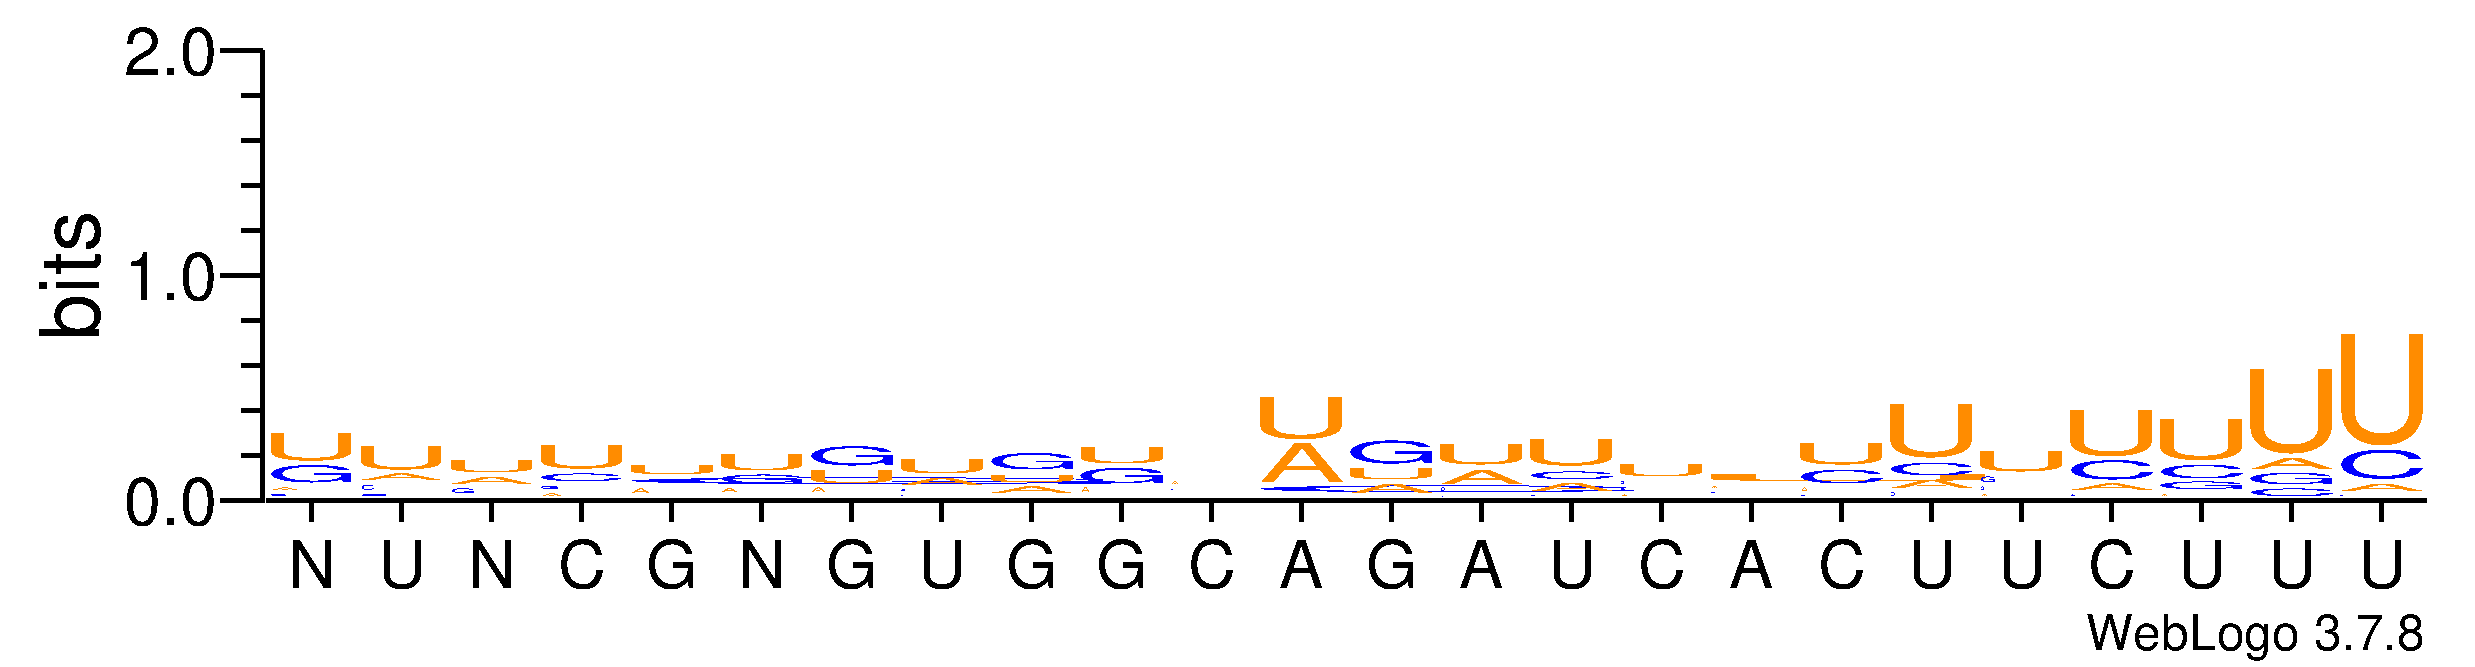 2.0
bits
1.0
0.0
N U N C G N G U G G C A G A U C A C U U C U U U
WebLogo 3.7.8